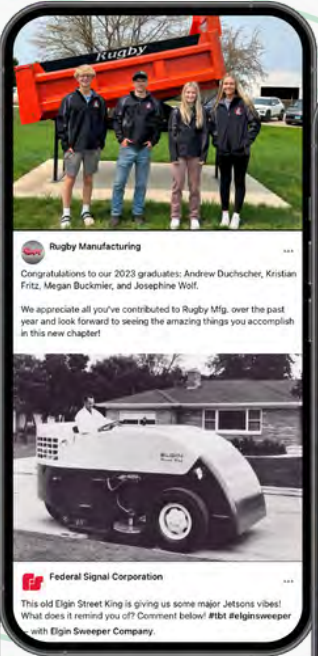 Rugby
Rugby Manufacturing
...
Congratulations to our 2023 graduates: Andrew Duchscher, Kristian
Fritz, Megan Buckmier, and Josephine Wolf.
We appreciate all you've contributed to Rugby Mfg. over the past
year and look forward to seeing the amazing things you accomplish
in this new chapter!
ELGIN
Federal Signal Corporation
...
This old Elgin Street King is giving us some major Jetsons vibes!
What does it remind you of? Comment below! #tbt #elginsweeper
— with Elgin Sweeper Company.